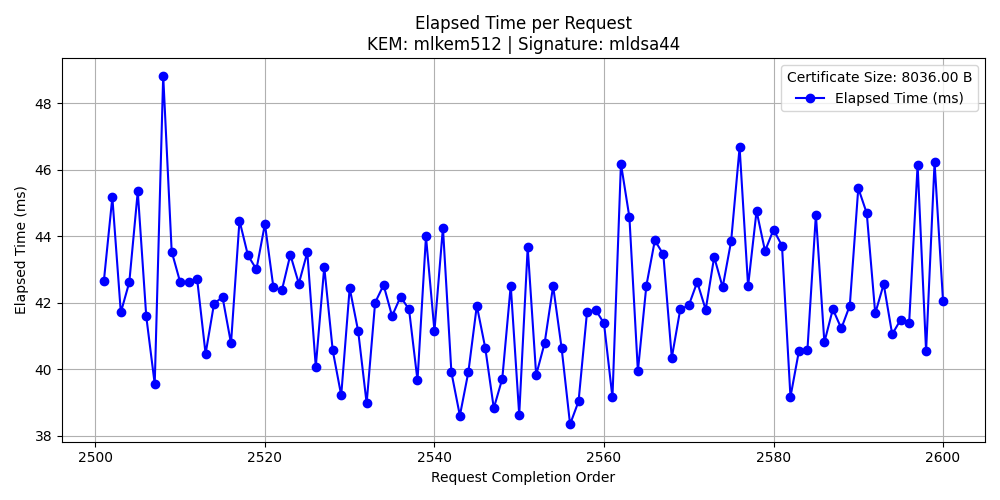 Elapsed Time per Request
KEM: mlkem512 | Signature: mldsa44
Certificate Size: 8036.00 B
Elapsed Time (ms)
Elapsed Time (ms)
48
46
44
42
40
38
2500 2520 2540 2560 2580 2600
Request Completion Order